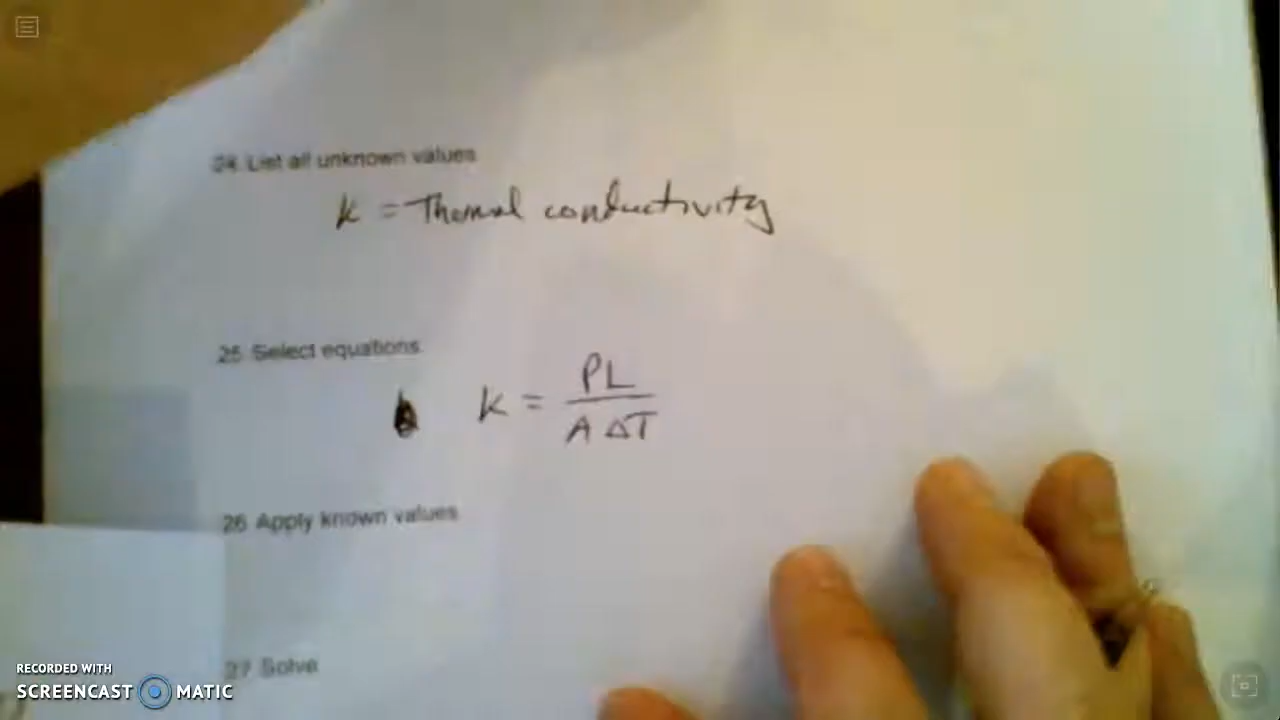 24. List all unknown values
k = Thermal conductivity
25. Select equations
k = PL / A ΔT
26. Apply known values
27. Solve
RECORDED WITH
SCREENCAST MATIC